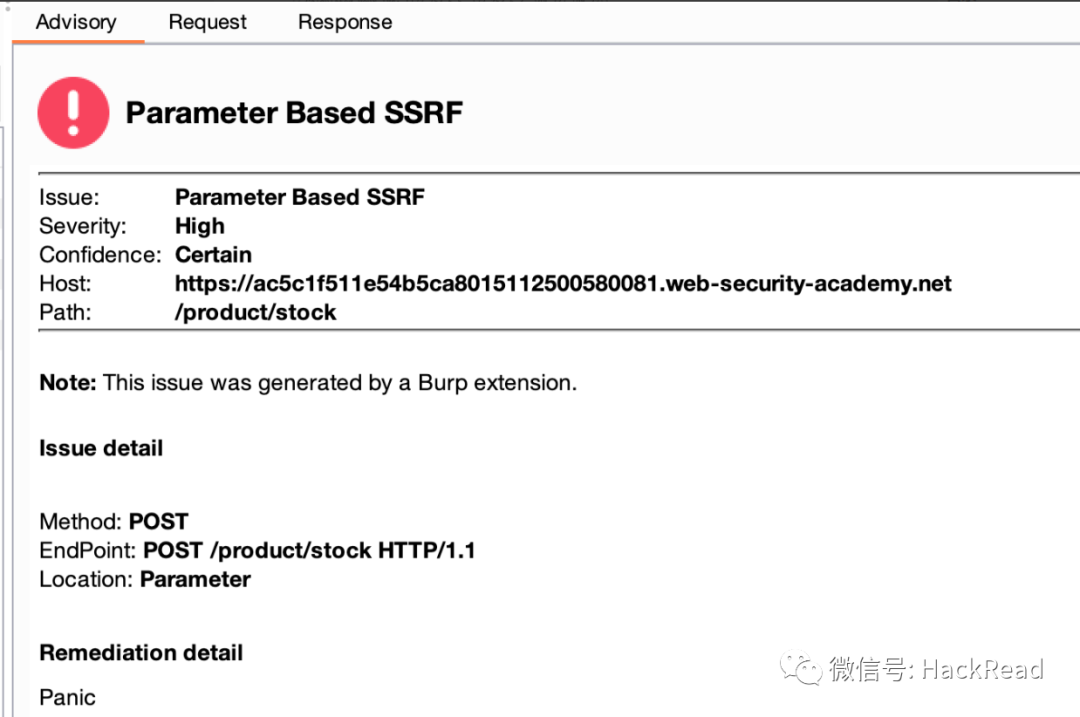 Advisory Request Response
Parameter Based SSRF
Issue: Parameter Based SSRF
Severity: High
Confidence: Certain
Host: https://ac5c1f511e54b5ca8015112500580081.web-security-academy.net
Path: /product/stock
Note: This issue was generated by a Burp extension.
Issue detail
Method: POST
EndPoint: POST /product/stock HTTP/1.1
Location: Parameter
Remediation detail
Panic
微信号: HackRead